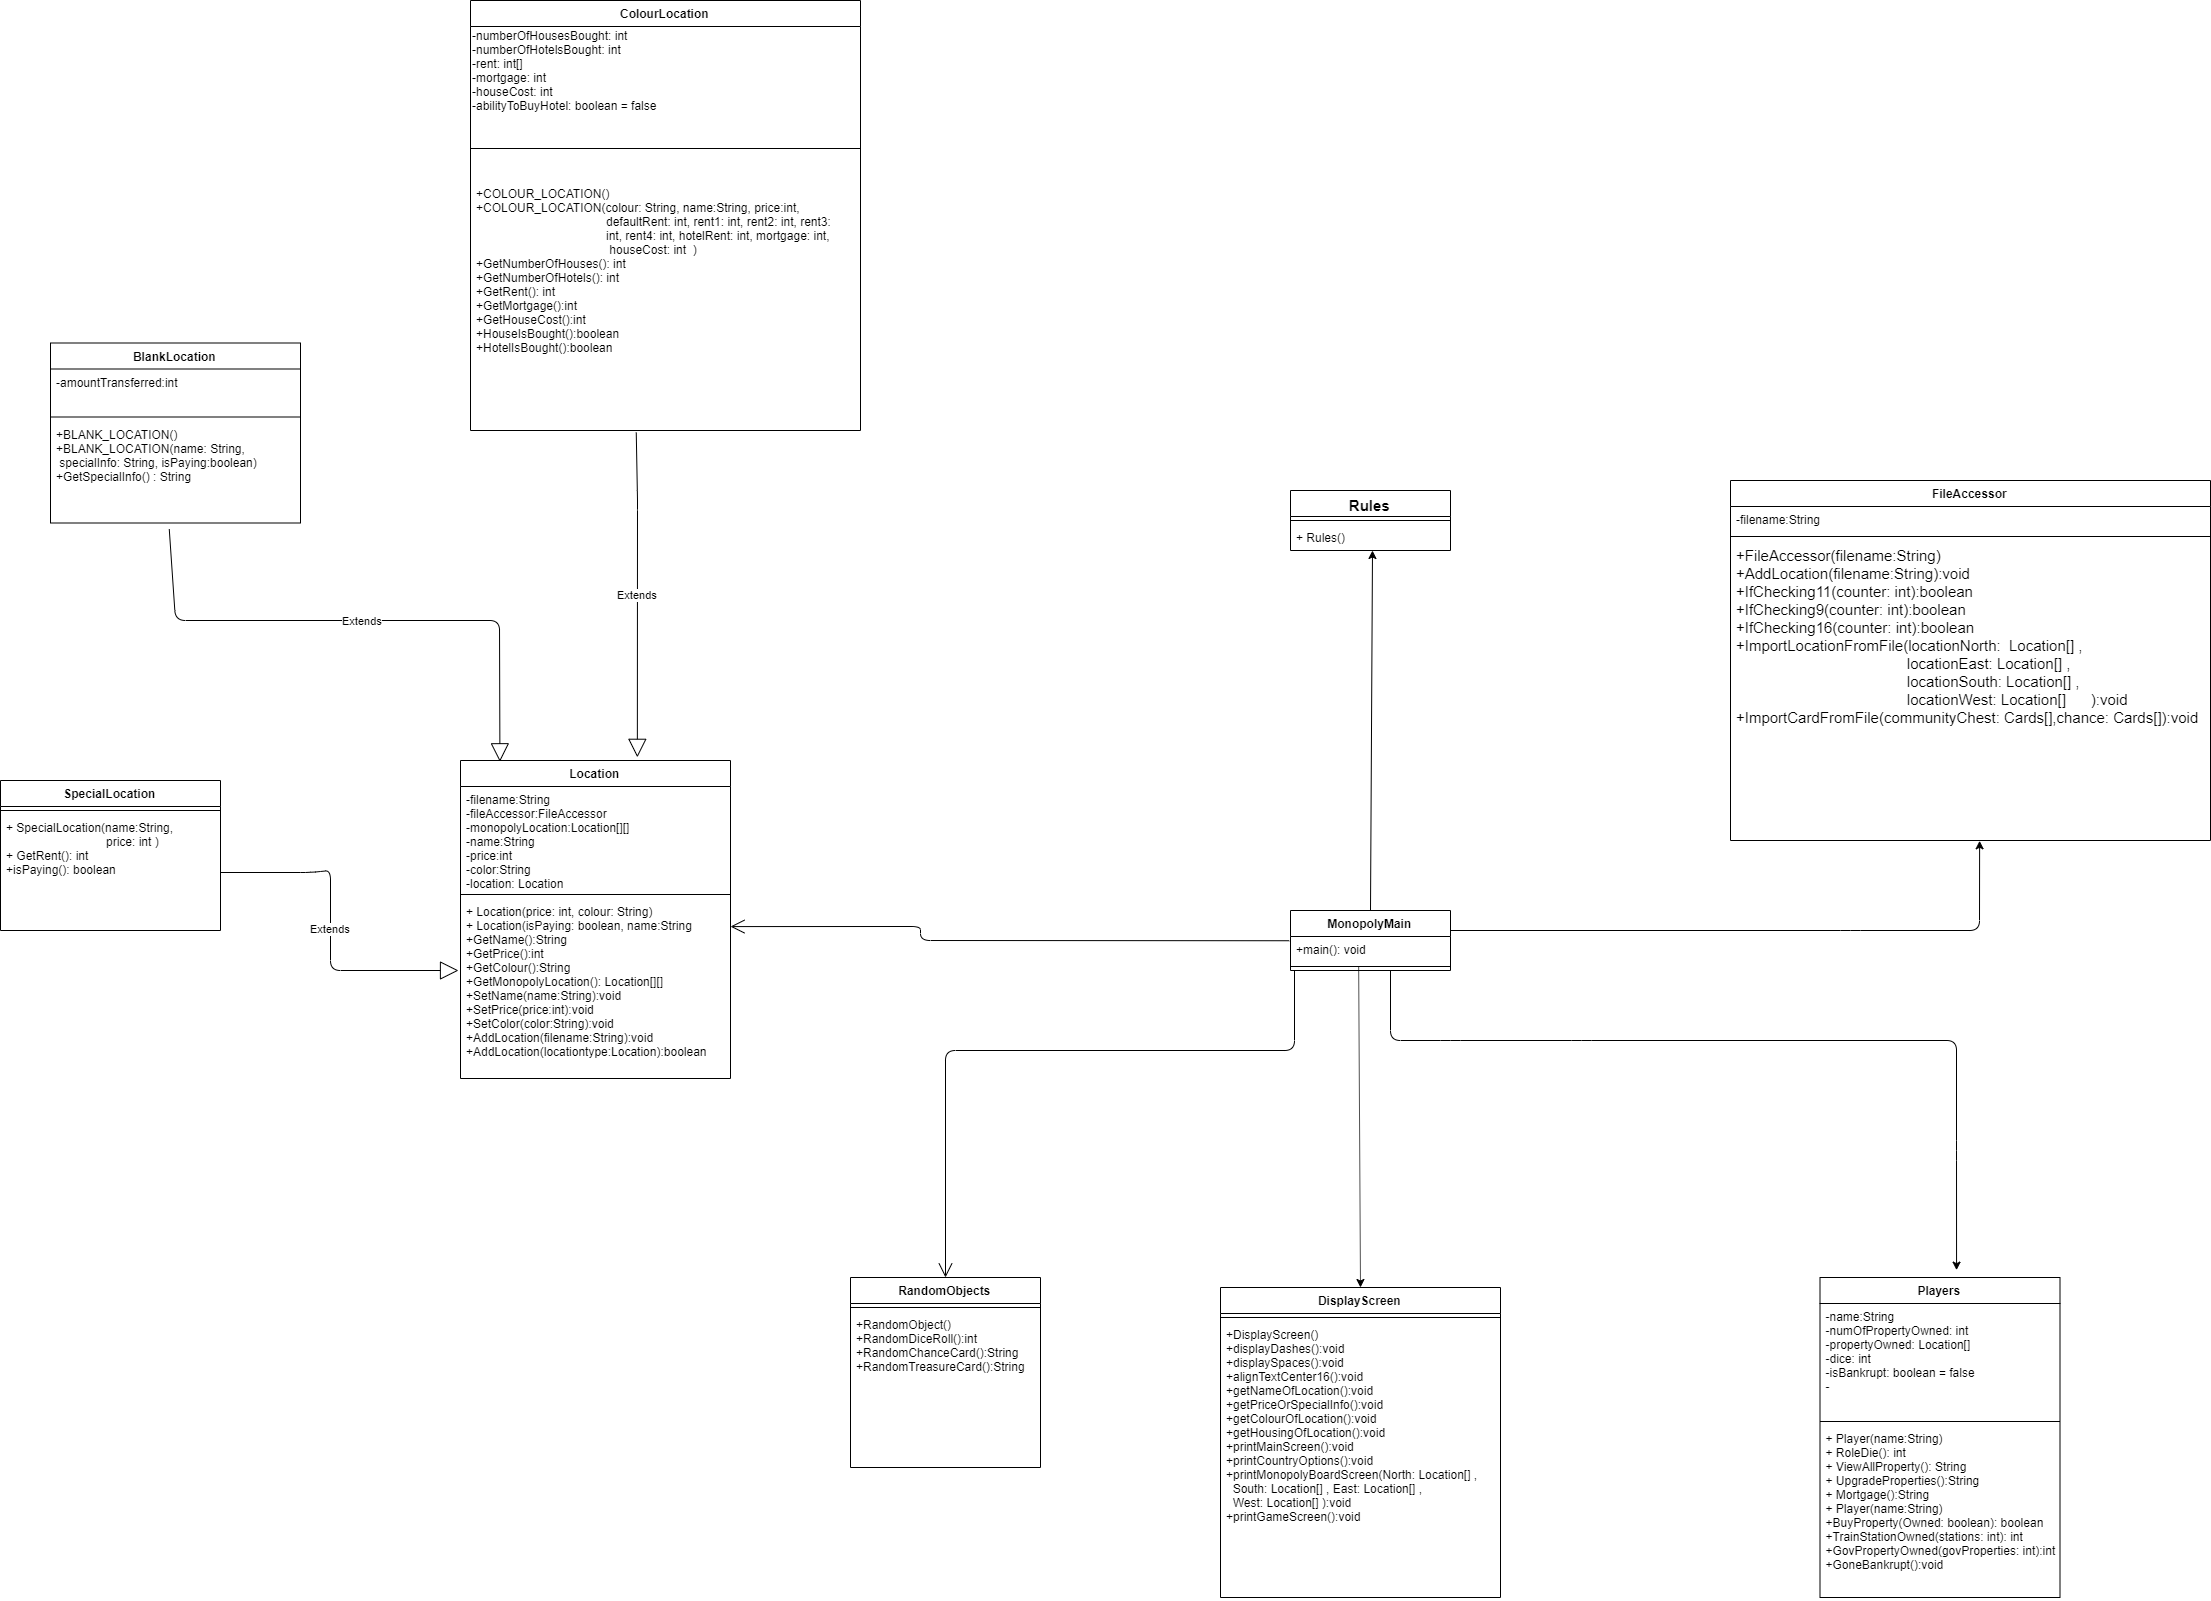 ColourLocation
-numberOfHousesBought: int
-numberOfHotelsBought: int
-rent: int[]
-mortgage: int
-houseCost: int
-abilityToBuyHotel: boolean = false
+COLOUR_LOCATION()
+COLOUR_LOCATION(colour: String, name:String, price:int,
defaultRent: int, rent1: int, rent2: int, rent3:
int, rent4: int, hotelRent: int, mortgage: int,
houseCost: int )
+GetNumberOfHouses(): int
+GetNumberOfHotels(): int
+GetRent(): int
+GetMortgage():int
+GetHouseCost():int
+HouseIsBought():boolean
+HotelIsBought():boolean
BlankLocation
-amountTransferred:int
+BLANK_LOCATION()
+BLANK_LOCATION(name: String,
specialInfo: String, isPaying:boolean)
+GetSpecialInfo() : String
Extends
Extends
Rules
+ Rules()
FileAccessor
-filename:String
+FileAccessor(filename:String)
+AddLocation(filename:String):void
+IfChecking11(counter: int):boolean
+IfChecking9(counter: int):boolean
+IfChecking16(counter: int):boolean
+ImportLocationFromFile(locationNorth: Location[] ,
locationEast: Location[] ,
locationSouth: Location[] ,
locationWest: Location[] ):void
+ImportCardFromFile(communityChest: Cards[],chance: Cards[]):void
SpecialLocation
+ SpecialLocation(name:String,
price: int )
+ GetRent(): int
+isPaying(): boolean
Extends
Location
-filename:String
-fileAccessor:FileAccessor
-monopolyLocation:Location[][]
-name:String
-price:int
-color:String
-location: Location
+ Location(price: int, colour: String)
+ Location(isPaying: boolean, name:String
+GetName():String
+GetPrice():int
+GetColour():String
+GetMonopolyLocation(): Location[][]
+SetName(name:String):void
+SetPrice(price:int):void
+SetColor(color:String):void
+AddLocation(filename:String):void
+AddLocation(locationtype:Location):boolean
MonopolyMain
+main(): void
RandomObjects
+RandomObject()
+RandomDiceRoll():int
+RandomChanceCard():String
+RandomTreasureCard():String
DisplayScreen
+DisplayScreen()
+displayDashes():void
+displaySpaces():void
+alignTextCenter16():void
+getNameOfLocation():void
+getPriceOrSpecialInfo():void
+getColourOfLocation():void
+getHousingOfLocation():void
+printMainScreen():void
+printCountryOptions():void
+printMonopolyBoardScreen(North: Location[] ,
South: Location[] , East: Location[] ,
West: Location[] ):void
+printGameScreen():void
Players
-name:String
-numOfPropertyOwned: int
-propertyOwned: Location[]
-dice: int
-isBankrupt: boolean = false
-
+ Player(name:String)
+ RoleDie(): int
+ ViewAllProperty(): String
+ UpgradeProperties():String
+ Mortgage():String
+ Player(name:String)
+BuyProperty(Owned: boolean): boolean
+TrainStationOwned(stations: int): int
+GovPropertyOwned(govProperties: int):int
+GoneBankrupt():void